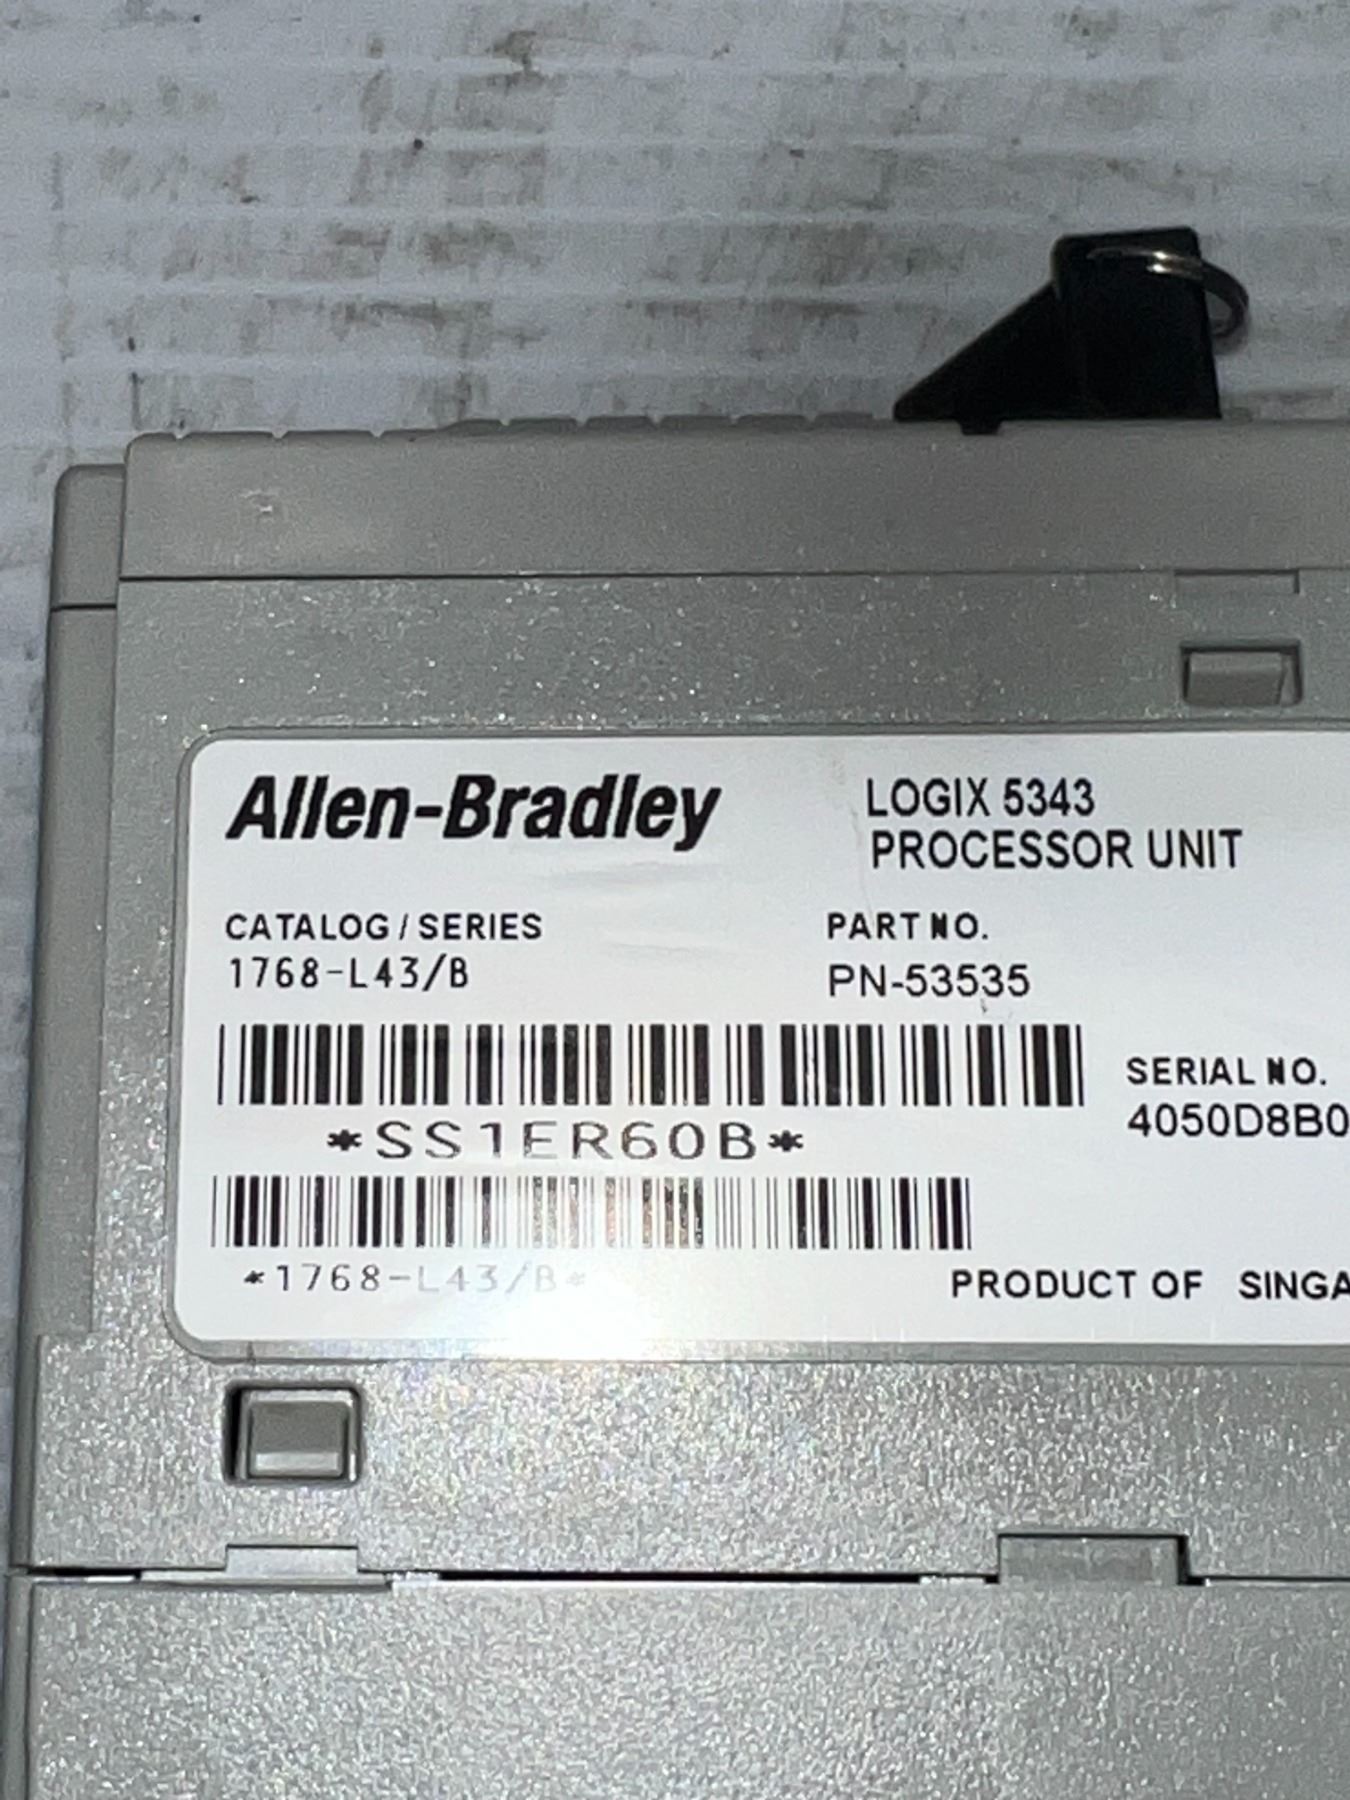 Allen-Bradley
LOGIX 5343
PROCESSOR UNIT
CATALOG / SERIES
1768-L43/B
PART NO.
PN-53535
SERIAL NO.
4050D8B0
*SS1ER60B*
*1768-L43/B*
PRODUCT OF SINGA